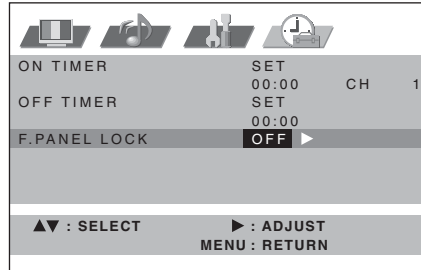 ON TIMER SET
00:00 CH 1
OFF TIMER SET
00:00
F.PANEL LOCK OFF ▶
▲▼ : SELECT ▶ : ADJUST
MENU : RETURN